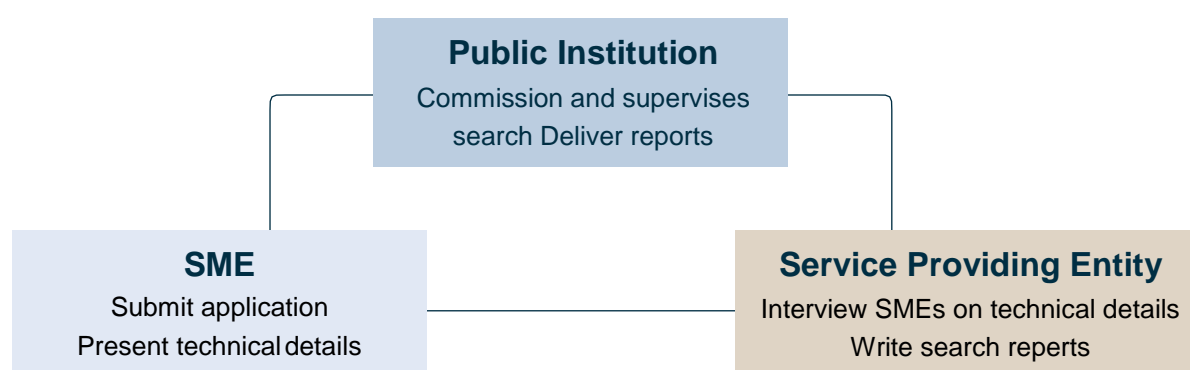 Public Institution
Commission and supervises
search Deliver reports
SME
Submit application
Present technical details
Service Providing Entity
Interview SMEs on technical details
Write search reperts